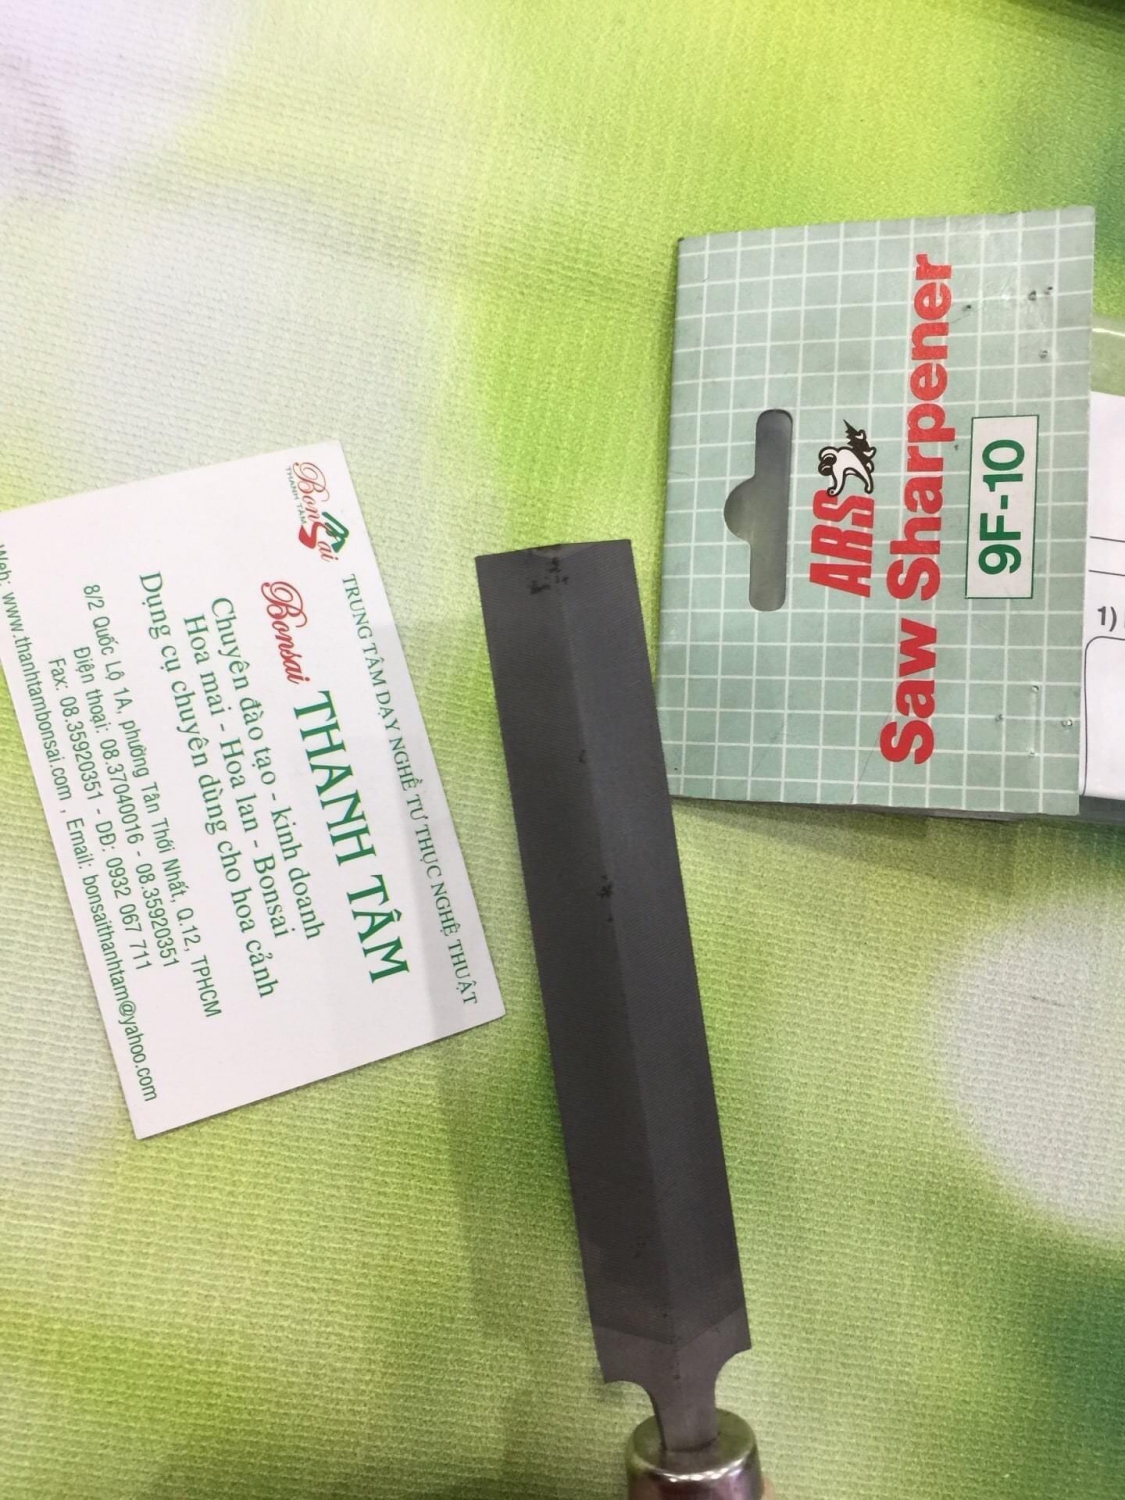 Bonsai
THANH TÂM
TRUNG TÂM DẠY NGHỀ TƯ THỤC NGHỆ THUẬT
Bonsai THANH TÂM
Chuyên đào tạo - kinh doanh
Hoa mai - Hoa lan - Bonsai
Dụng cụ chuyên dùng cho hoa cảnh
8/2 Quốc Lộ 1A, phường Tân Thới Nhất, Q.12, TPHCM
Điện thoại: 08.37040016 - 08.35920351
Fax: 08.35920351 - DĐ: 0932 067 711
Web: www.thanhtambonsai.com , Email: bonsaithanhtam@yahoo.com
ARS
Saw Sharpener
9F-10
1)